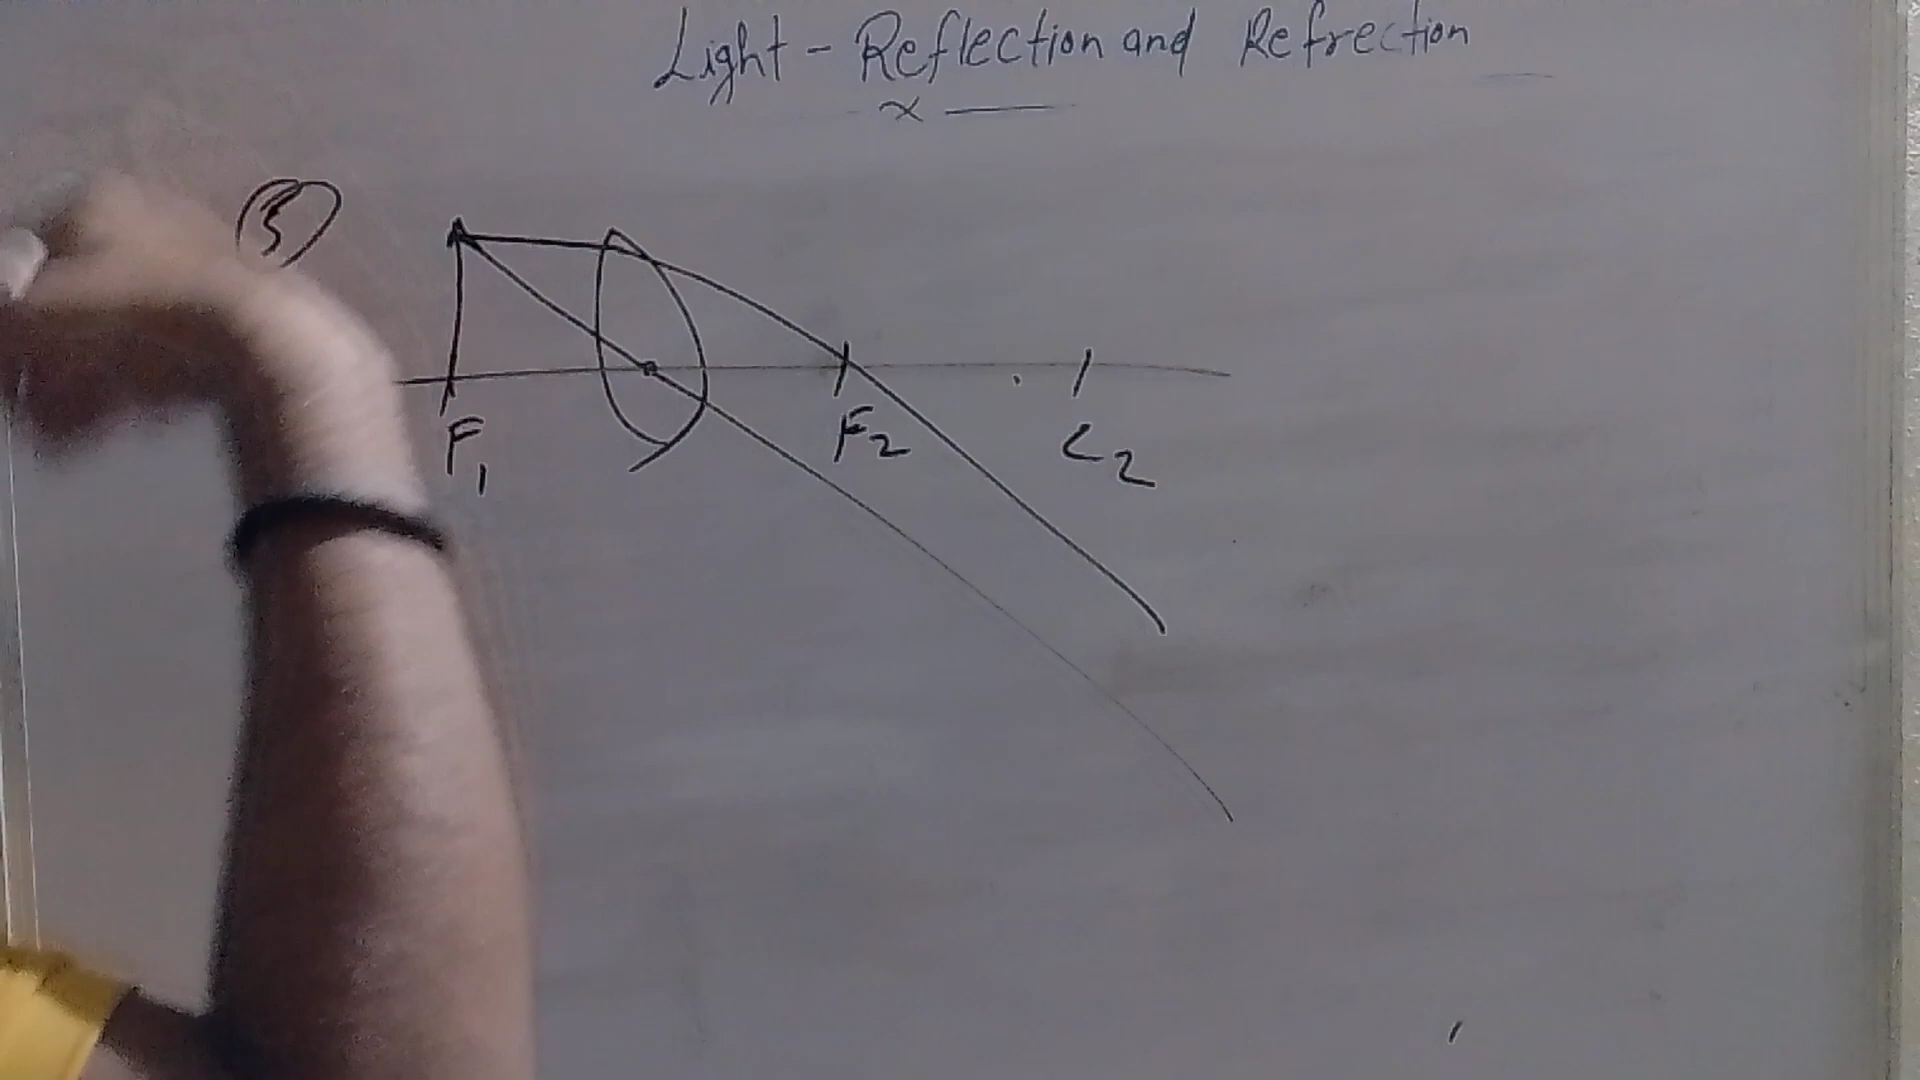 Light - Reflection and Refrection
x
(5)
F1
F2
C2